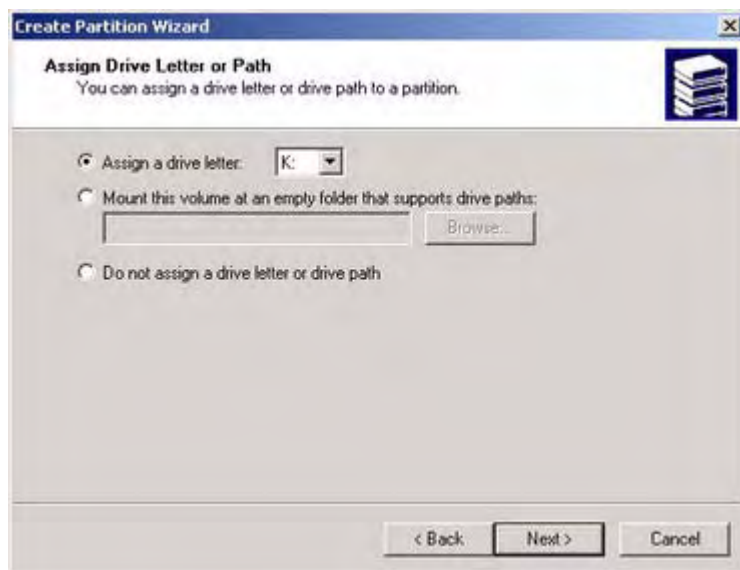 Create Partition Wizard
Assign Drive Letter or Path
You can assign a drive letter or drive path to a partition.
Assign a drive letter: K:
Mount this volume at an empty folder that supports drive paths:
Browse...
Do not assign a drive letter or drive path
< Back Next > Cancel